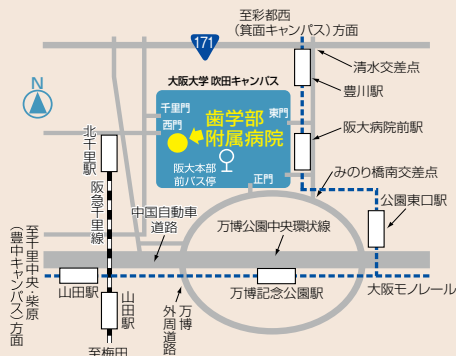 至彩都西
(箕面キャンパス)方面
171
清水交差点
豊川駅
大阪大学 吹田キャンパス
N
千里門
西門
東門
歯学部
附属病院
阪大病院前駅
阪大本部
前バス停
正門
みのり橋南交差点
北千里駅
阪急千里線
公園東口駅
中国自動車
道路
万博公園中央環状線
至千里中央・柴原
(豊中キャンパス)方面
山田駅
山田駅
万博記念公園駅
大阪モノレール
万博
外周道路
至梅田